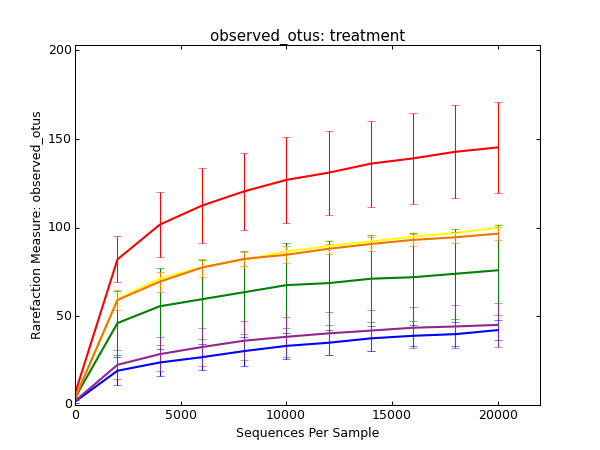 observed_otus: treatment
200
150
100
50
0
Rarefaction Measure: observed_otus
0 5000 10000 15000 20000
Sequences Per Sample